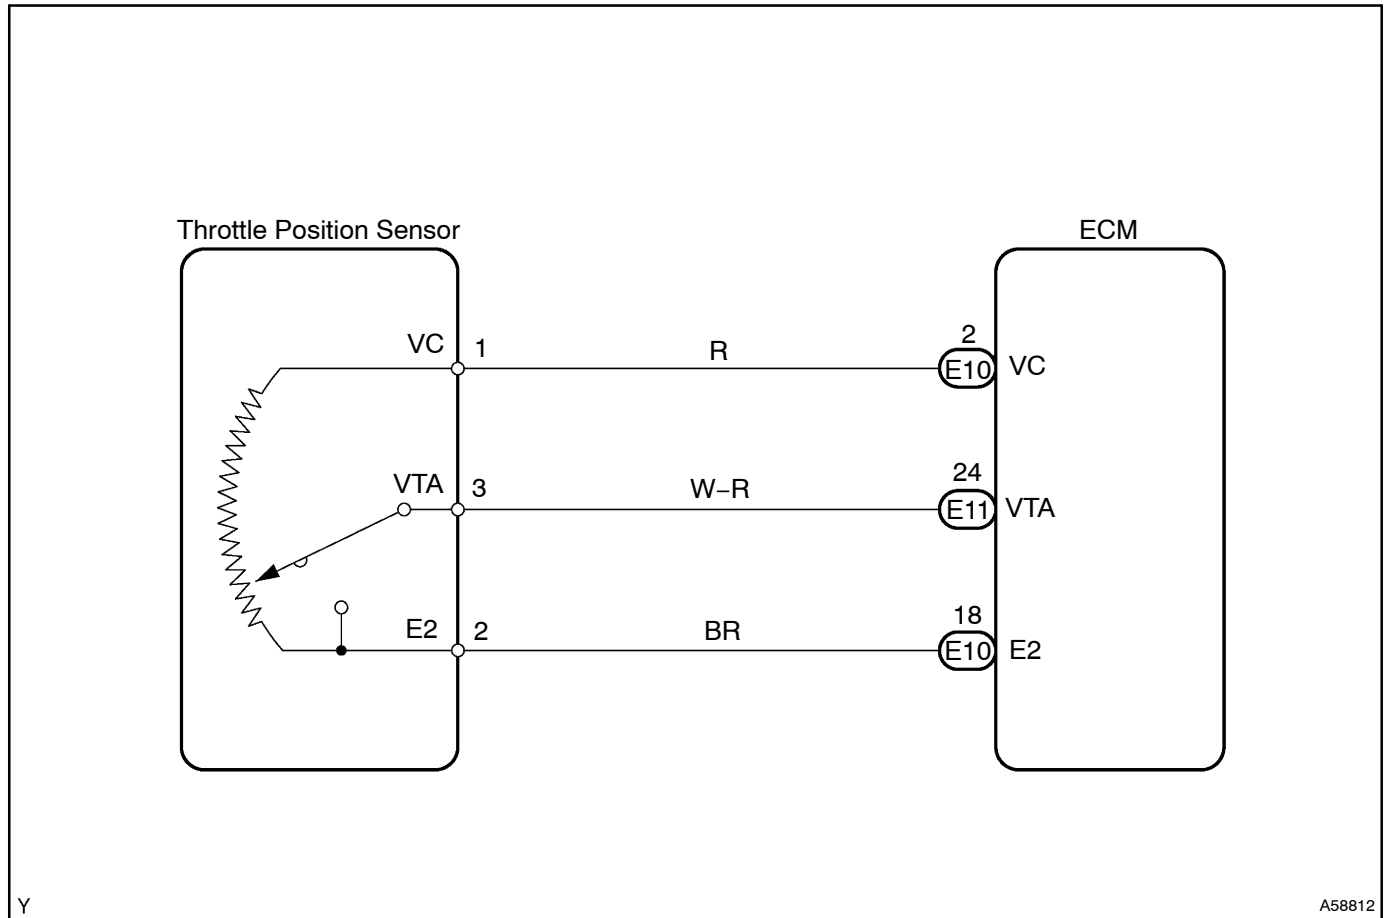 Throttle Position Sensor
ECM
VC 1 R 2 E10 VC
VTA 3 W−R 24 E11 VTA
E2 2 BR 18 E10 E2
Y
A58812